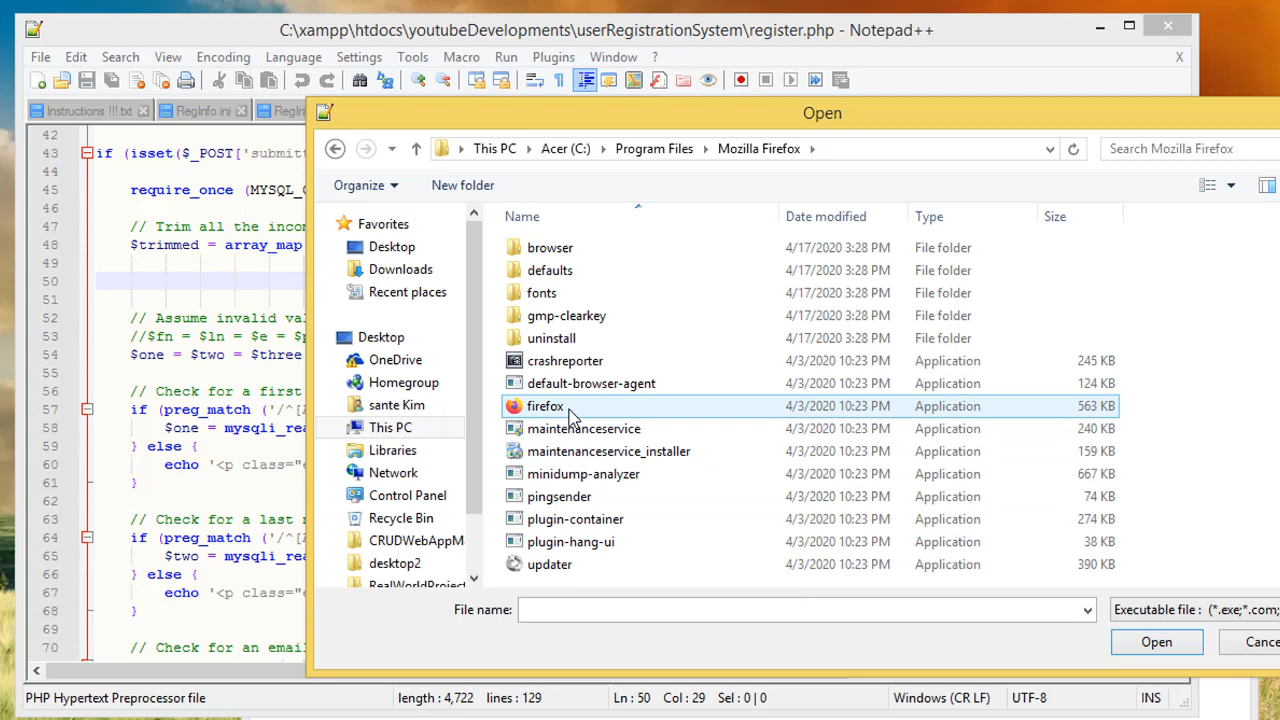 C:\xampp\htdocs\youtubeDevelopments\userRegistrationSystem\register.php - Notepad++
File Edit Search View Encoding Language Settings Tools Macro Run Plugins Window ? X
Instructions !!!.txt RegInfo.ini RegIn
Open
This PC Acer (C:) Program Files Mozilla Firefox Search Mozilla Firefox
Organize New folder
Name Date modified Type Size
Favorites
Desktop
Downloads
Recent places
Desktop
OneDrive
Homegroup
sante Kim
This PC
Libraries
Network
Control Panel
Recycle Bin
CRUDWebAppM
desktop2
RealWorldProject
browser 4/17/2020 3:28 PM File folder
defaults 4/17/2020 3:28 PM File folder
fonts 4/17/2020 3:28 PM File folder
gmp-clearkey 4/17/2020 3:28 PM File folder
uninstall 4/17/2020 3:28 PM File folder
crashreporter 4/3/2020 10:23 PM Application 245 KB
default-browser-agent 4/3/2020 10:23 PM Application 124 KB
firefox 4/3/2020 10:23 PM Application 563 KB
maintenanceservice 4/3/2020 10:23 PM Application 240 KB
maintenanceservice_installer 4/3/2020 10:23 PM Application 159 KB
minidump-analyzer 4/3/2020 10:23 PM Application 667 KB
pingsender 4/3/2020 10:23 PM Application 74 KB
plugin-container 4/3/2020 10:23 PM Application 274 KB
plugin-hang-ui 4/3/2020 10:23 PM Application 38 KB
updater 4/3/2020 10:23 PM Application 390 KB
File name: Executable file : (*.exe;*.com;
Open Cance
42
43 if (isset($_POST['submitt
44
45 require_once (MYSQL_C
46
47 // Trim all the incom
48 $trimmed = array_map
49
50
51
52 // Assume invalid val
53 //$fn = $ln = $e = $p
54 $one = $two = $three
55
56 // Check for a first
57 if (preg_match ('/^[A
58 $one = mysqli_rea
59 } else {
60 echo '<p class="e
61 }
62
63 // Check for a last n
64 if (preg_match ('/^[A
65 $two = mysqli_rea
66 } else {
67 echo '<p class="e
68 }
69
70 // Check for an email
PHP Hypertext Preprocessor file length : 4,722 lines : 129 Ln : 50 Col : 29 Sel : 0 | 0 Windows (CR LF) UTF-8 INS